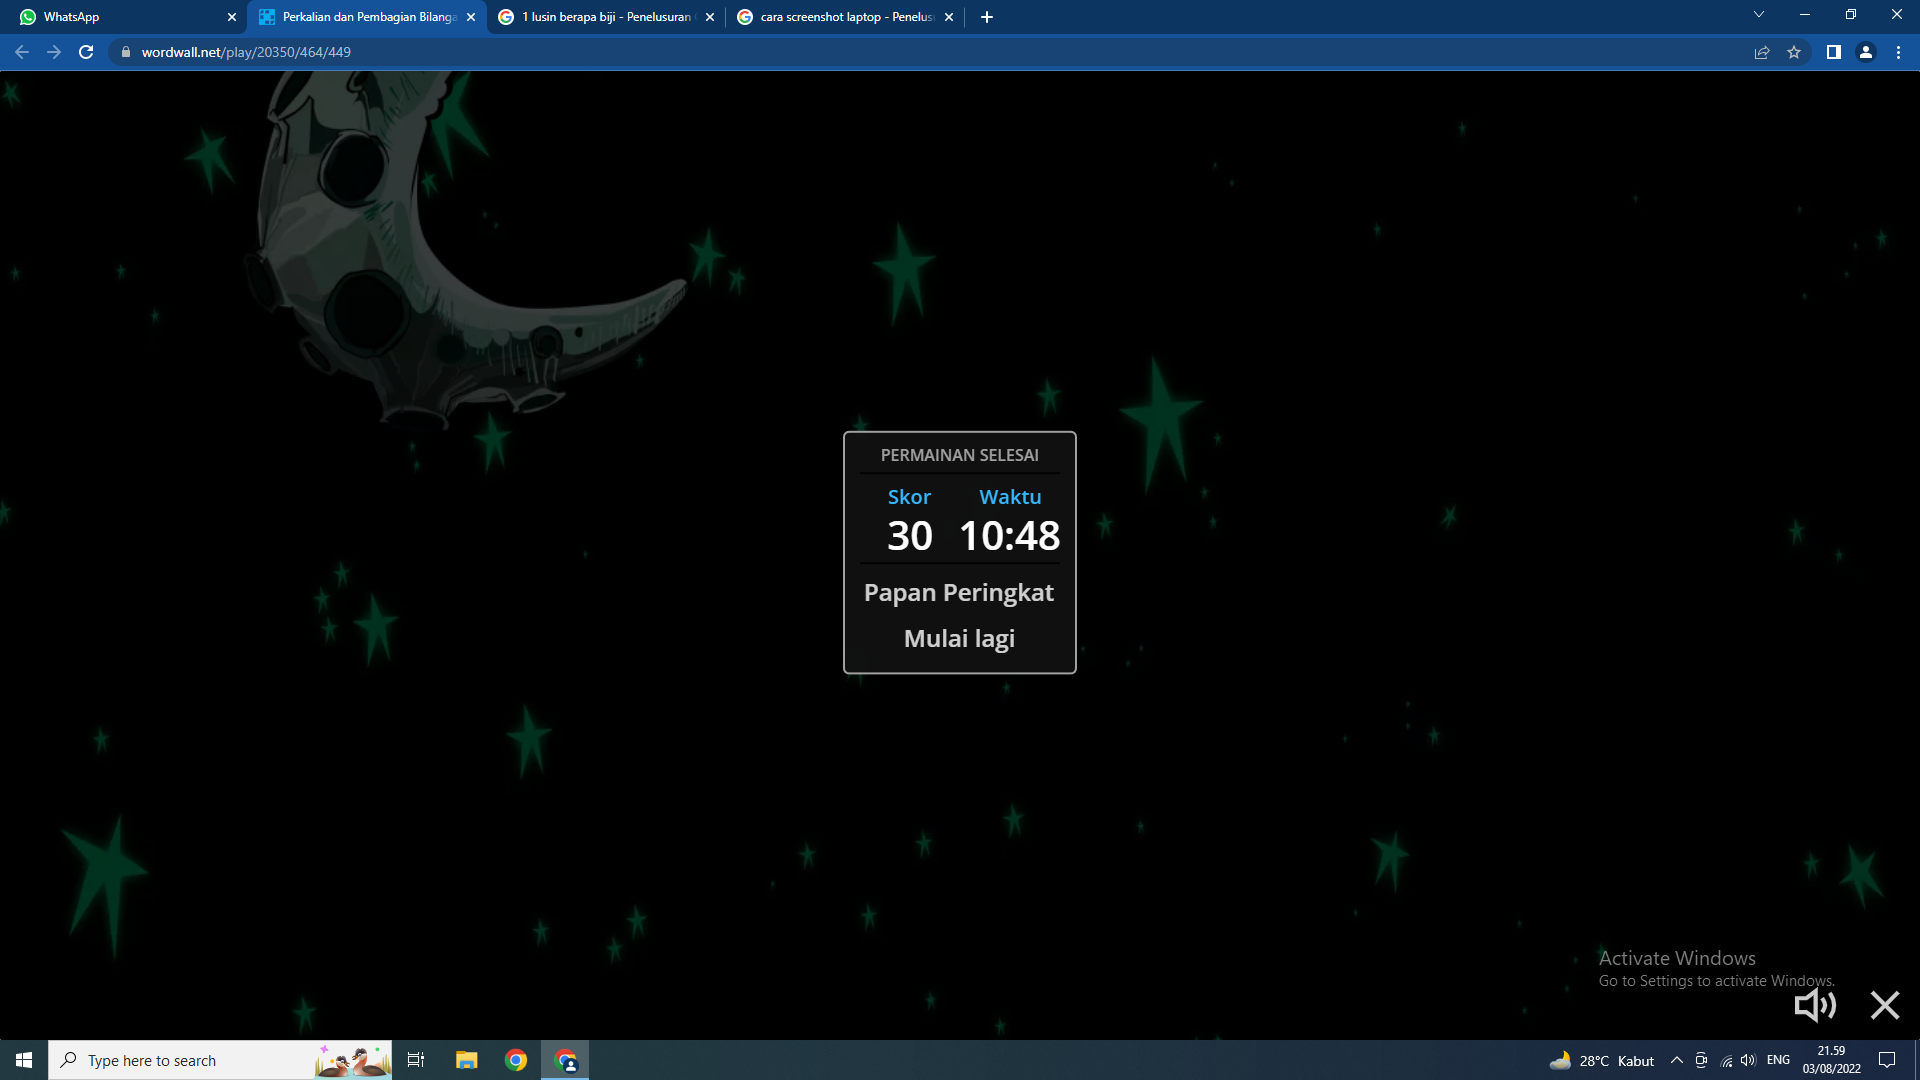 WhatsApp
Perkalian dan Pembagian Bilanga
1 lusin berapa biji - Penelusuran
cara screenshot laptop - Penelus
wordwall.net/play/20350/464/449
PERMAINAN SELESAI
Skor Waktu
30 10:48
Papan Peringkat
Mulai lagi
Activate Windows
Go to Settings to activate Windows.
Type here to search
28°C Kabut
ENG
21.59
03/08/2022